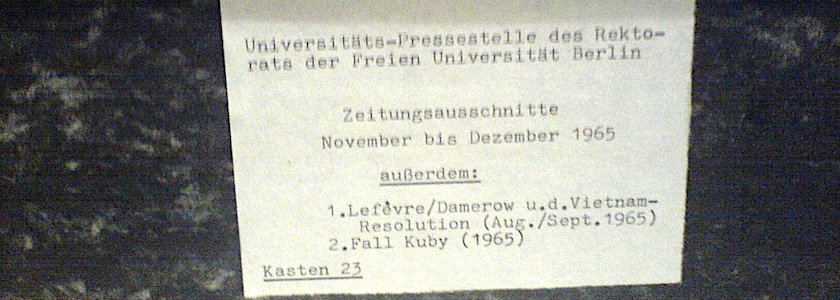 Universitäts-Pressestelle des Rekto-
rats der Freien Universität Berlin
Zeitungsausschnitte
November bis Dezember 1965
außerdem:
1.Lefèvre/Damerow u.d.Vietnam-
Resolution (Aug./Sept.1965)
2.Fall Kuby (1965)
Kasten 23